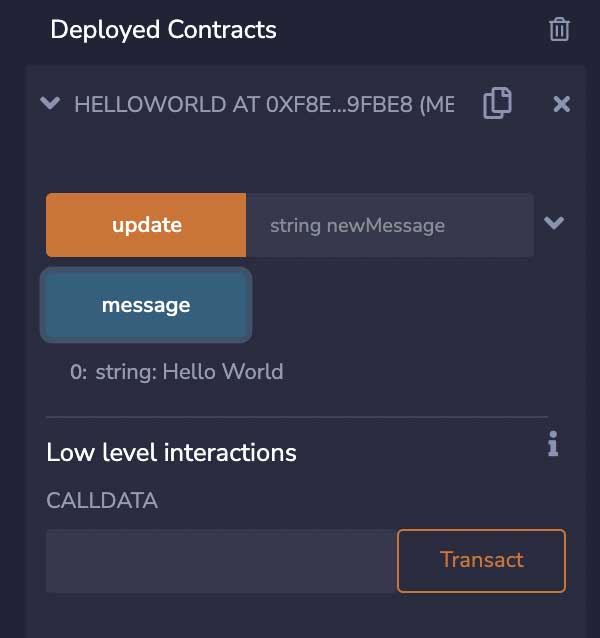 Deployed Contracts
HELLOWORLD AT 0XF8E...9FBE8 (ME
update string newMessage
message
0: string: Hello World
Low level interactions
CALLDATA
Transact